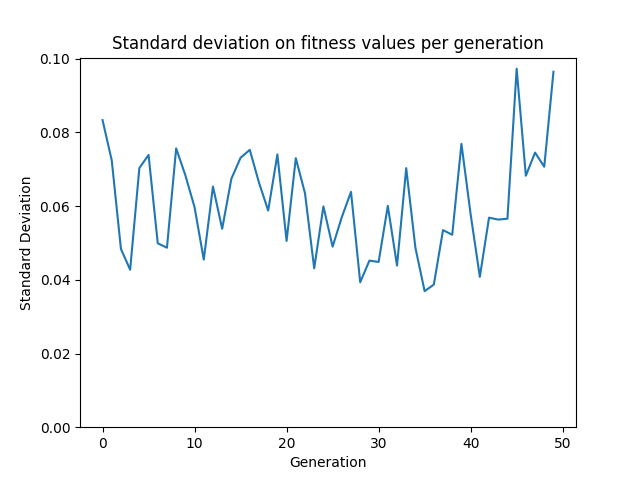 Standard deviation on fitness values per generation
0.10
0.08
0.06
0.04
0.02
0.00
Standard Deviation
0 10 20 30 40 50
Generation